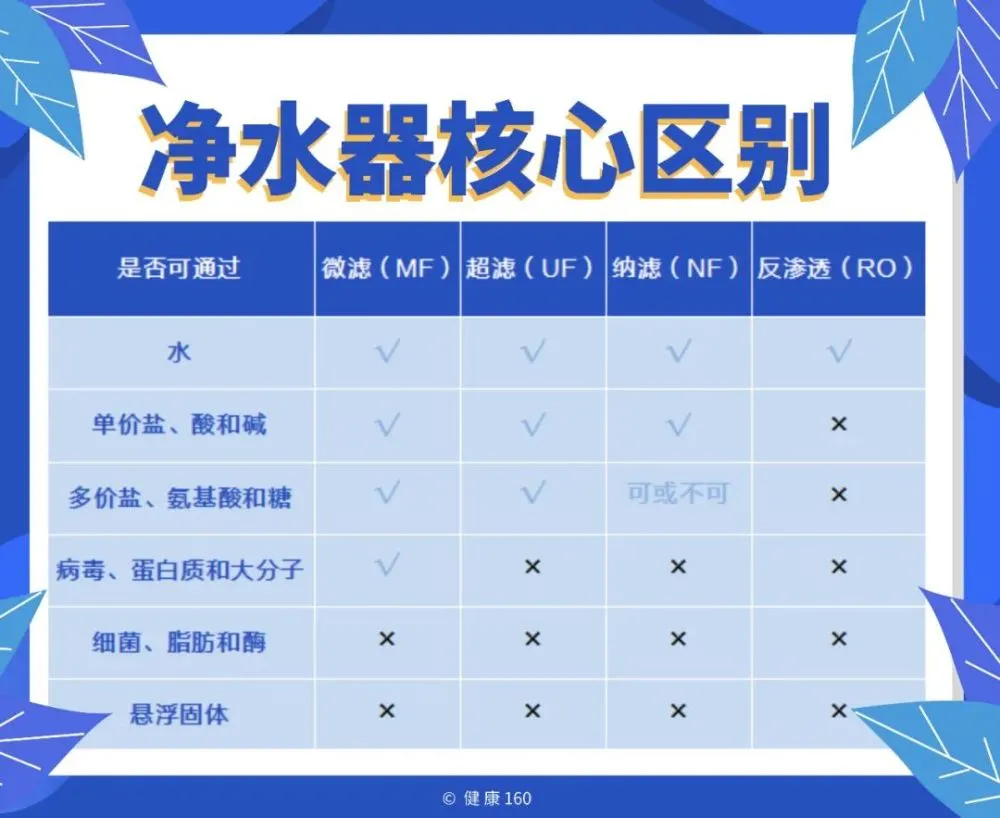 净水器核心区别
是否可通过 微滤（MF） 超滤（UF） 纳滤（NF） 反渗透（RO）
水 √ √ √ √
单价盐、酸和碱 √ √ √ ×
多价盐、氨基酸和糖 √ √ 可或不可 ×
病毒、蛋白质和大分子 √ × × ×
细菌、脂肪和酶 × × × ×
悬浮固体 × × × ×
© 健康160